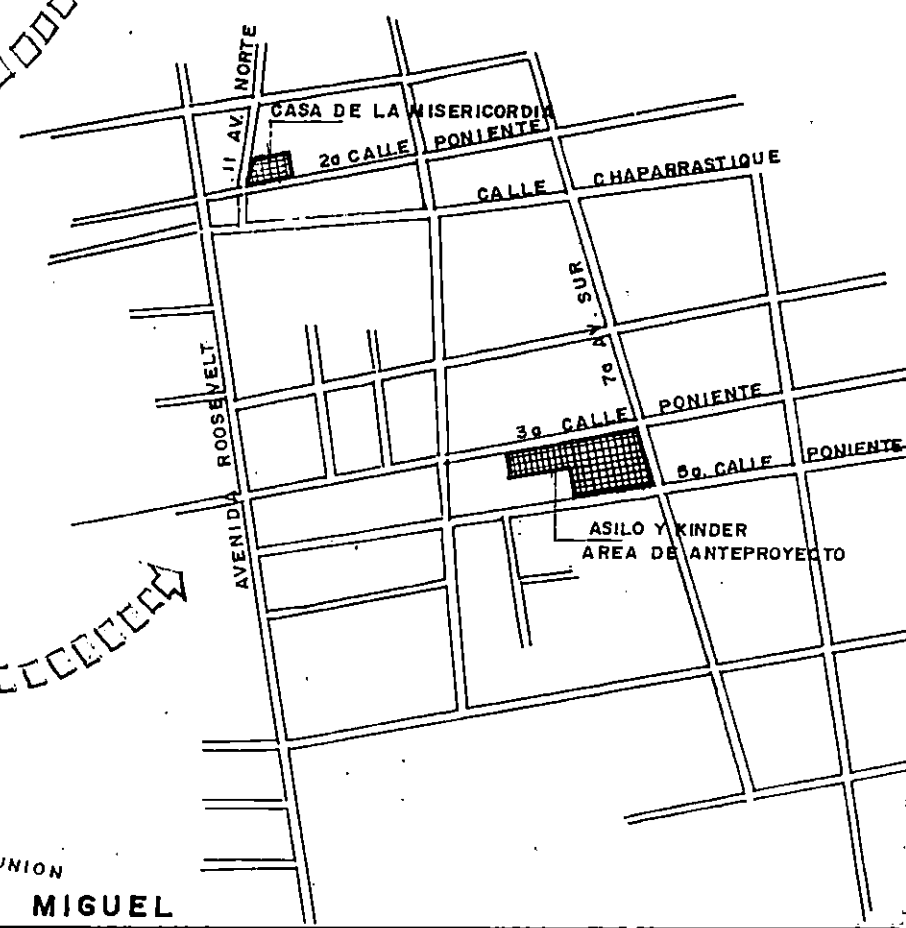 11 AV. NORTE
CASA DE LA MISERICORDIA
2a CALLE PONIENTE
CALLE CHAPARRASTIQUE
7a AV. SUR
AVENIDA ROOSEVELT
3a CALLE PONIENTE
5a. CALLE PONIENTE
ASILO Y KINDER
AREA DE ANTEPROYECTO
UNION
MIGUEL